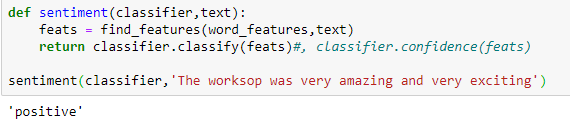 def sentiment(classifier,text):
    feats = find_features(word_features,text)
    return classifier.classify(feats)#, classifier.confidence(feats)
sentiment(classifier,'The worksop was very amazing and very exciting')
'positive'